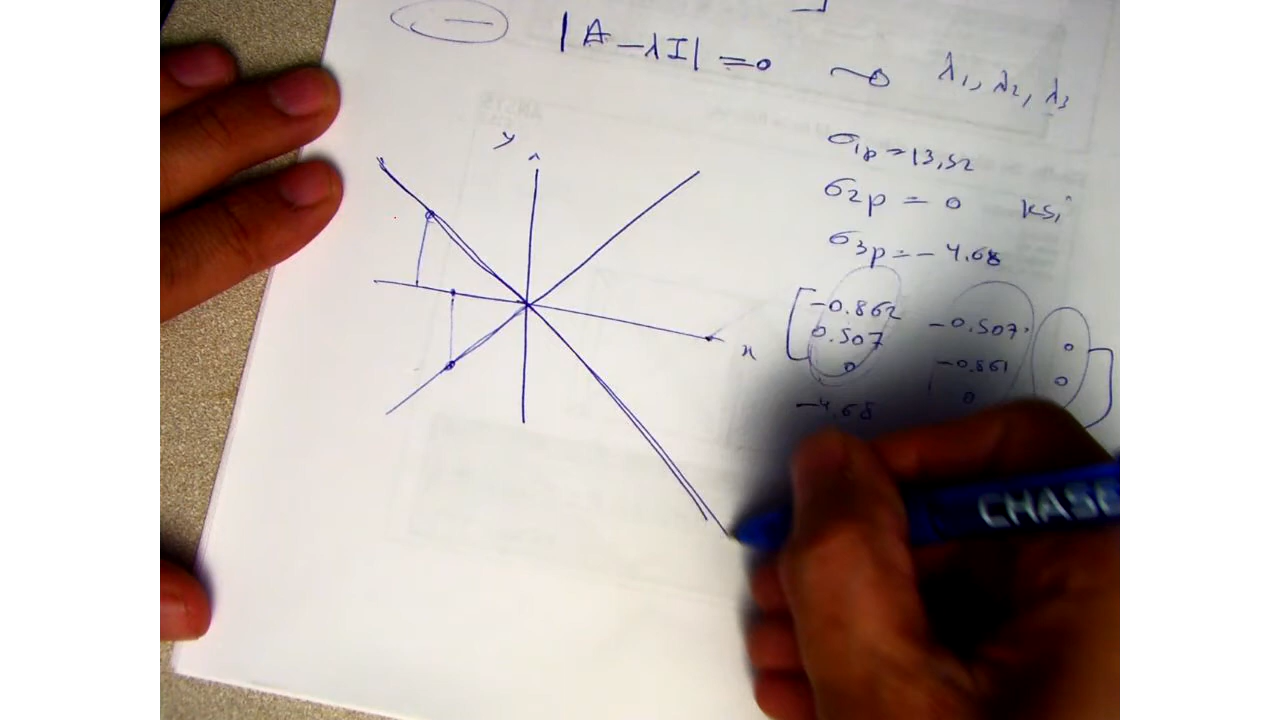 |A - λI| = 0 ~> λ1, λ2, λ3
y
σ1p = 13,52
σ2p = 0 ksi
σ3p = -4.68
x
-0.862 -0.507 0
0.507 -0.861 0
0 0
-4.68
CHASE